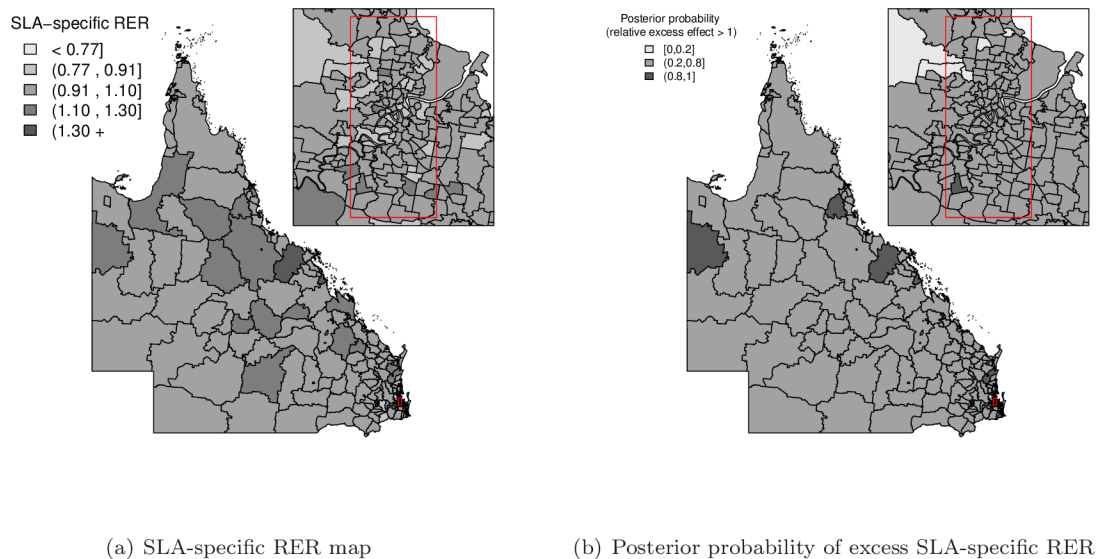 SLA−specific RER
< 0.77]
(0.77 , 0.91]
(0.91 , 1.10]
(1.10 , 1.30]
(1.30 +
Posterior probability
(relative excess effect > 1)
[0,0.2]
(0.2,0.8]
(0.8,1]
(a) SLA-specific RER map
(b) Posterior probability of excess SLA-specific RER